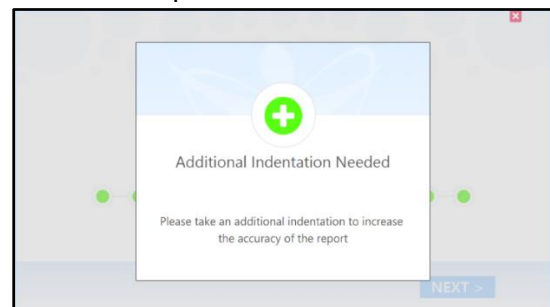 Additional Indentation Needed
Please take an additional indentation to increase
the accuracy of the report
NEXT >